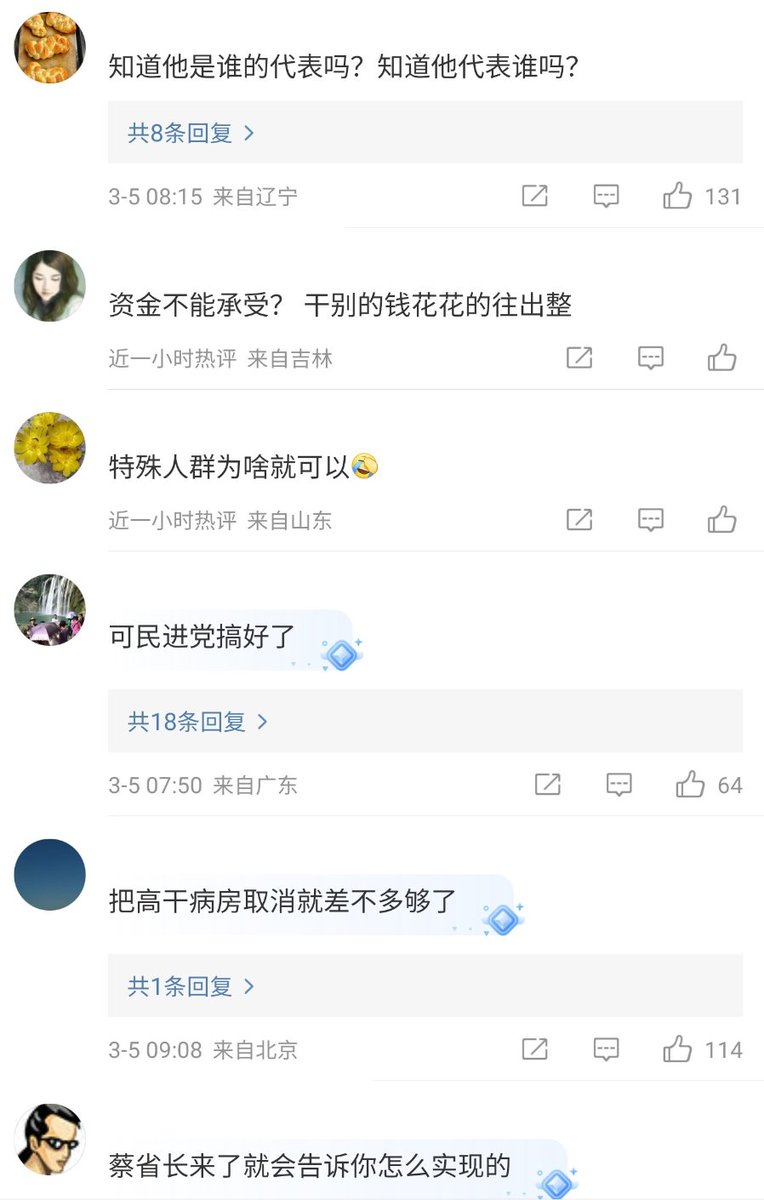 知道他是谁的代表吗？知道他代表谁吗？
共8条回复 >
3-5 08:15 来自辽宁 131
资金不能承受？ 干别的钱花花的往出整
近一小时热评 来自吉林
特殊人群为啥就可以🤣
近一小时热评 来自山东
可民进党搞好了
共18条回复 >
3-5 07:50 来自广东 64
把高干病房取消就差不多够了
共1条回复 >
3-5 09:08 来自北京 114
蔡省长来了就会告诉你怎么实现的